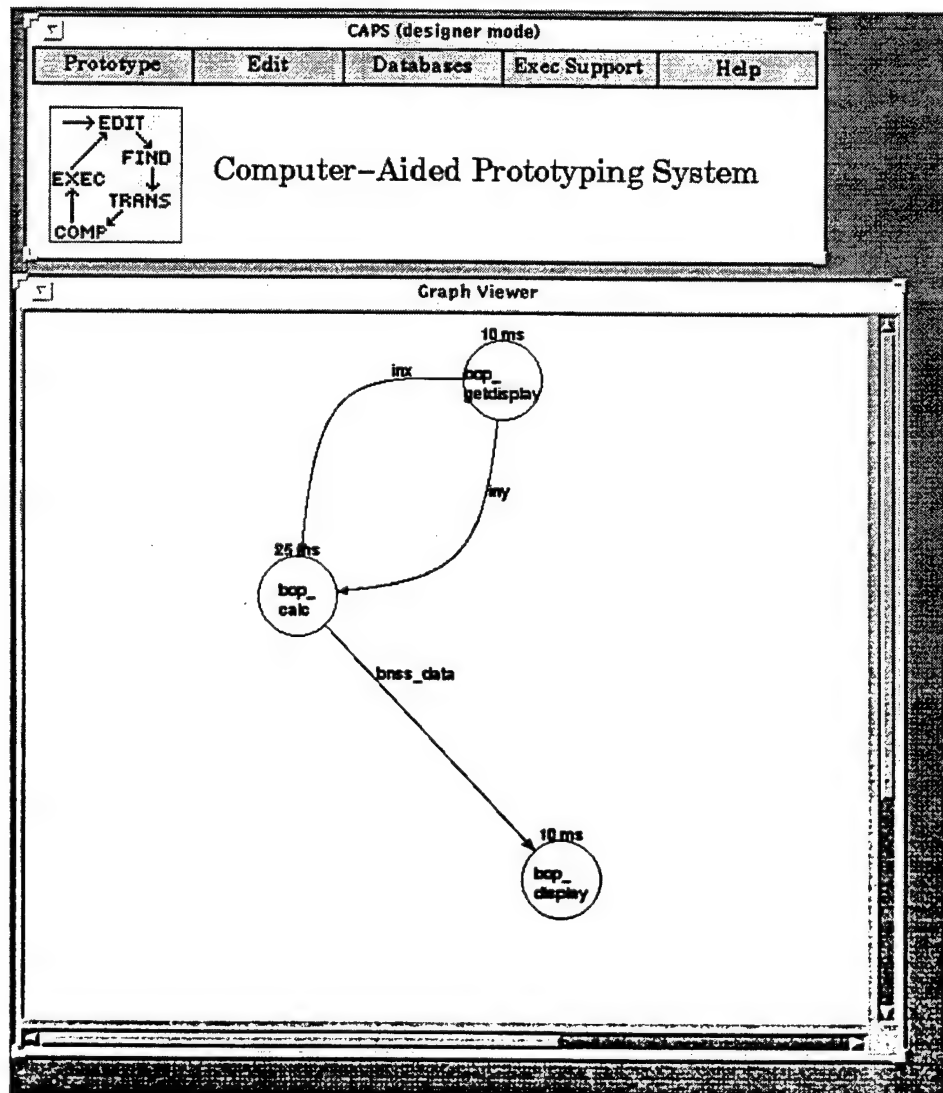 CAPS (designer mode)
Prototype Edit Databases Exec Support Help
EDIT
FIND
EXEC
TRANS
COMP
Computer-Aided Prototyping System
Graph Viewer
10 ms
inx
bop_
getdisplay
iny
25 ms
bop_
calc
bnss_data
10 ms
bop_
display